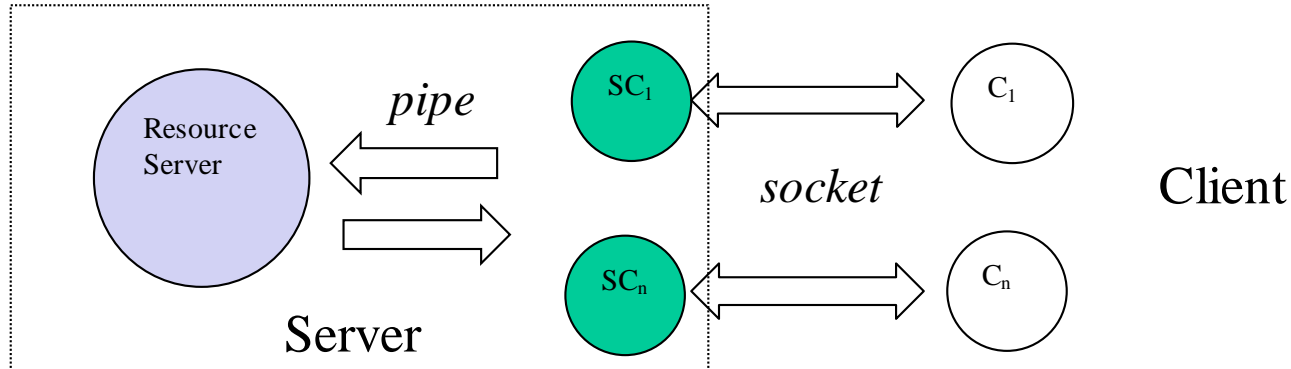 Resource
Server
pipe
SC₁
C₁
socket
Client
SCₙ
Cₙ
Server